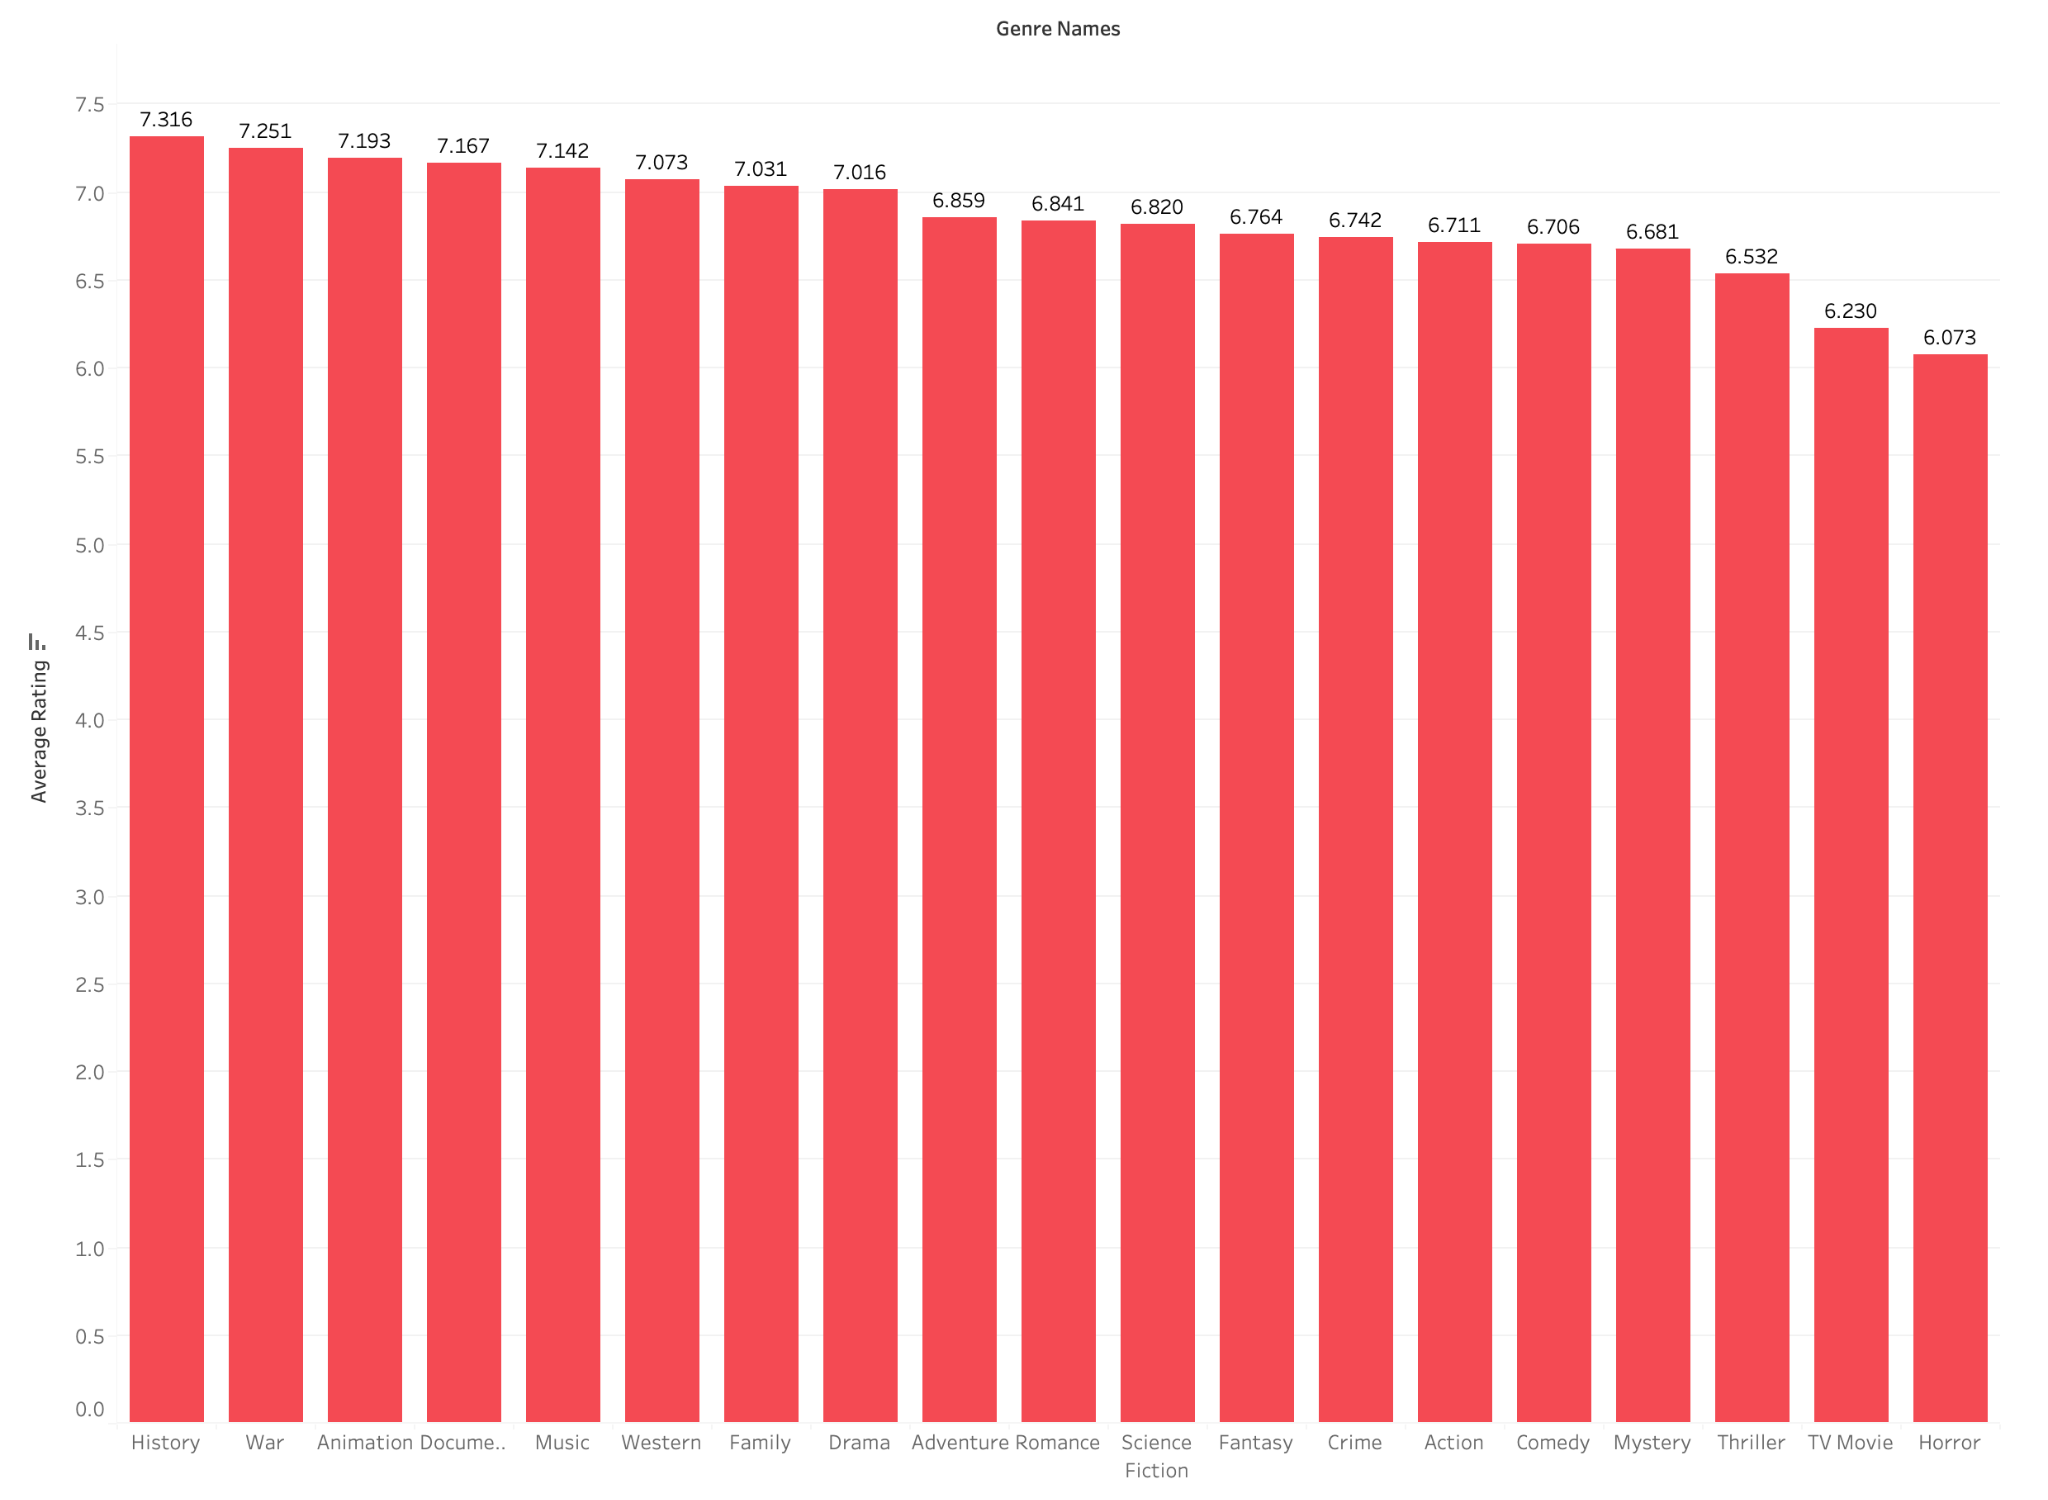 Genre Names
7.5
7.0
6.5
6.0
5.5
5.0
4.5
4.0
3.5
3.0
2.5
2.0
1.5
1.0
0.5
0.0
Average Rating
7.316
7.251
7.193
7.167
7.142
7.073
7.031
7.016
6.859
6.841
6.820
6.764
6.742
6.711
6.706
6.681
6.532
6.230
6.073
History
War
Animation
Docume..
Music
Western
Family
Drama
Adventure
Romance
Science
Fiction
Fantasy
Crime
Action
Comedy
Mystery
Thriller
TV Movie
Horror